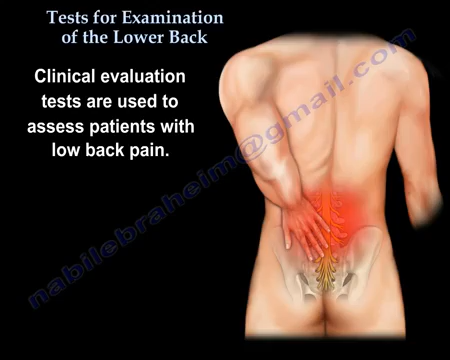 Tests for Examination
of the Lower Back
Clinical evaluation
tests are used to
assess patients with
low back pain.
nabilebraheim@gmail.com